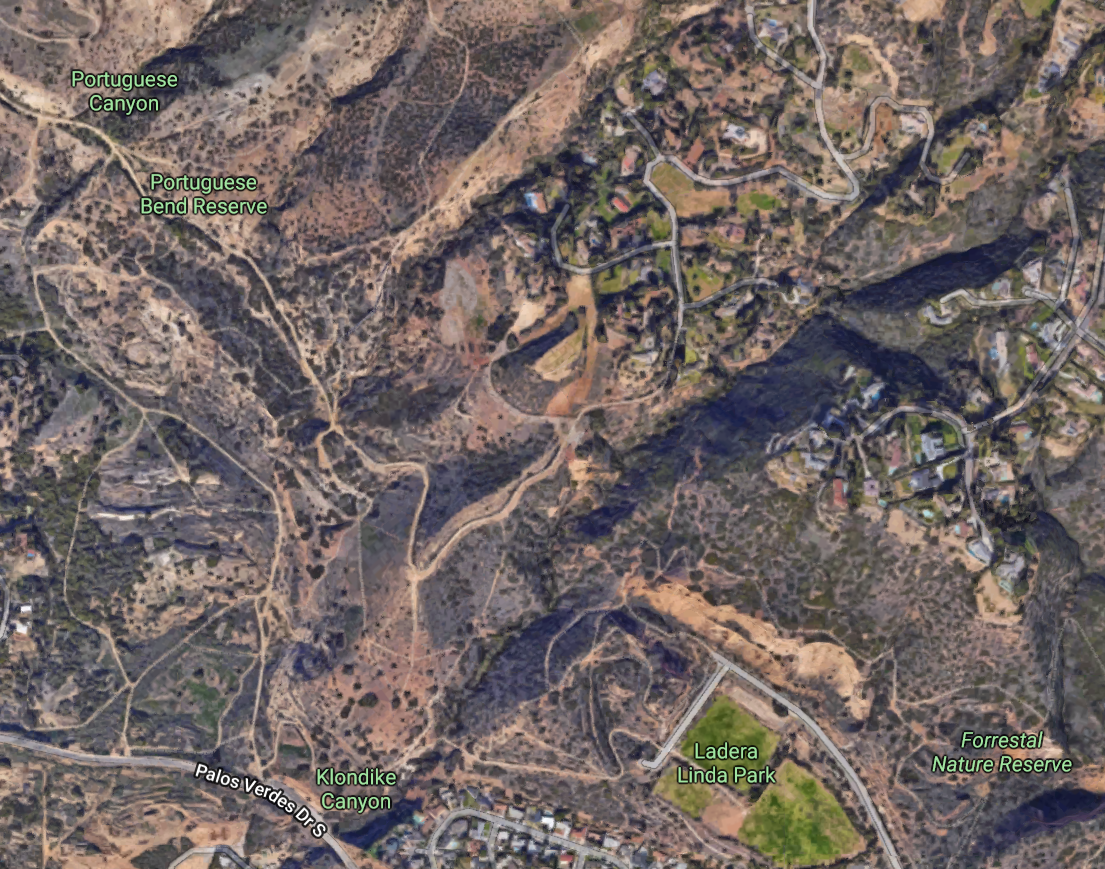 Portuguese
Canyon
Portuguese
Bend Reserve
Ladera
Linda Park
Forrestal
Nature Reserve
Palos Verdes Dr S
Klondike
Canyon